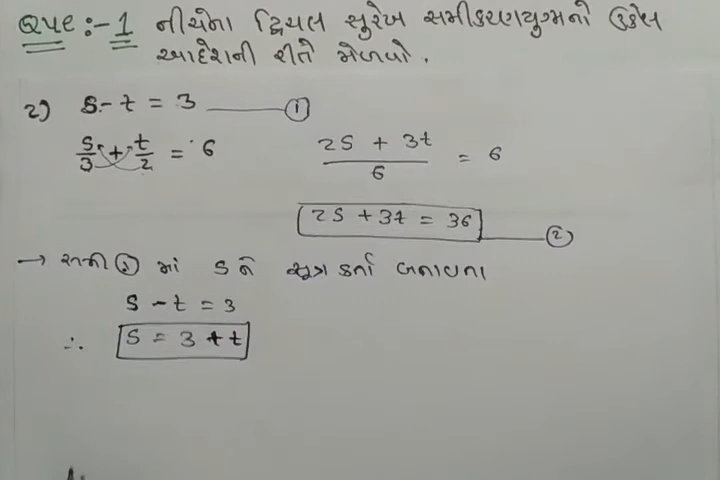 પ્રશ્ન :- 1 નીચેના દ્વિચલ સુરેખ સમીકરણયુગ્મનો ઉકેલ
આદેશની રીતે મેળવો.
2) s - t = 3 ——— ①
s/3 + t/2 = 6
2s + 3t / 6 = 6
2s + 3t = 36 ——— ②
→ સમી ① માં s ને સૂત્ર કર્તા બનાવતા
s - t = 3
∴ s = 3 + t